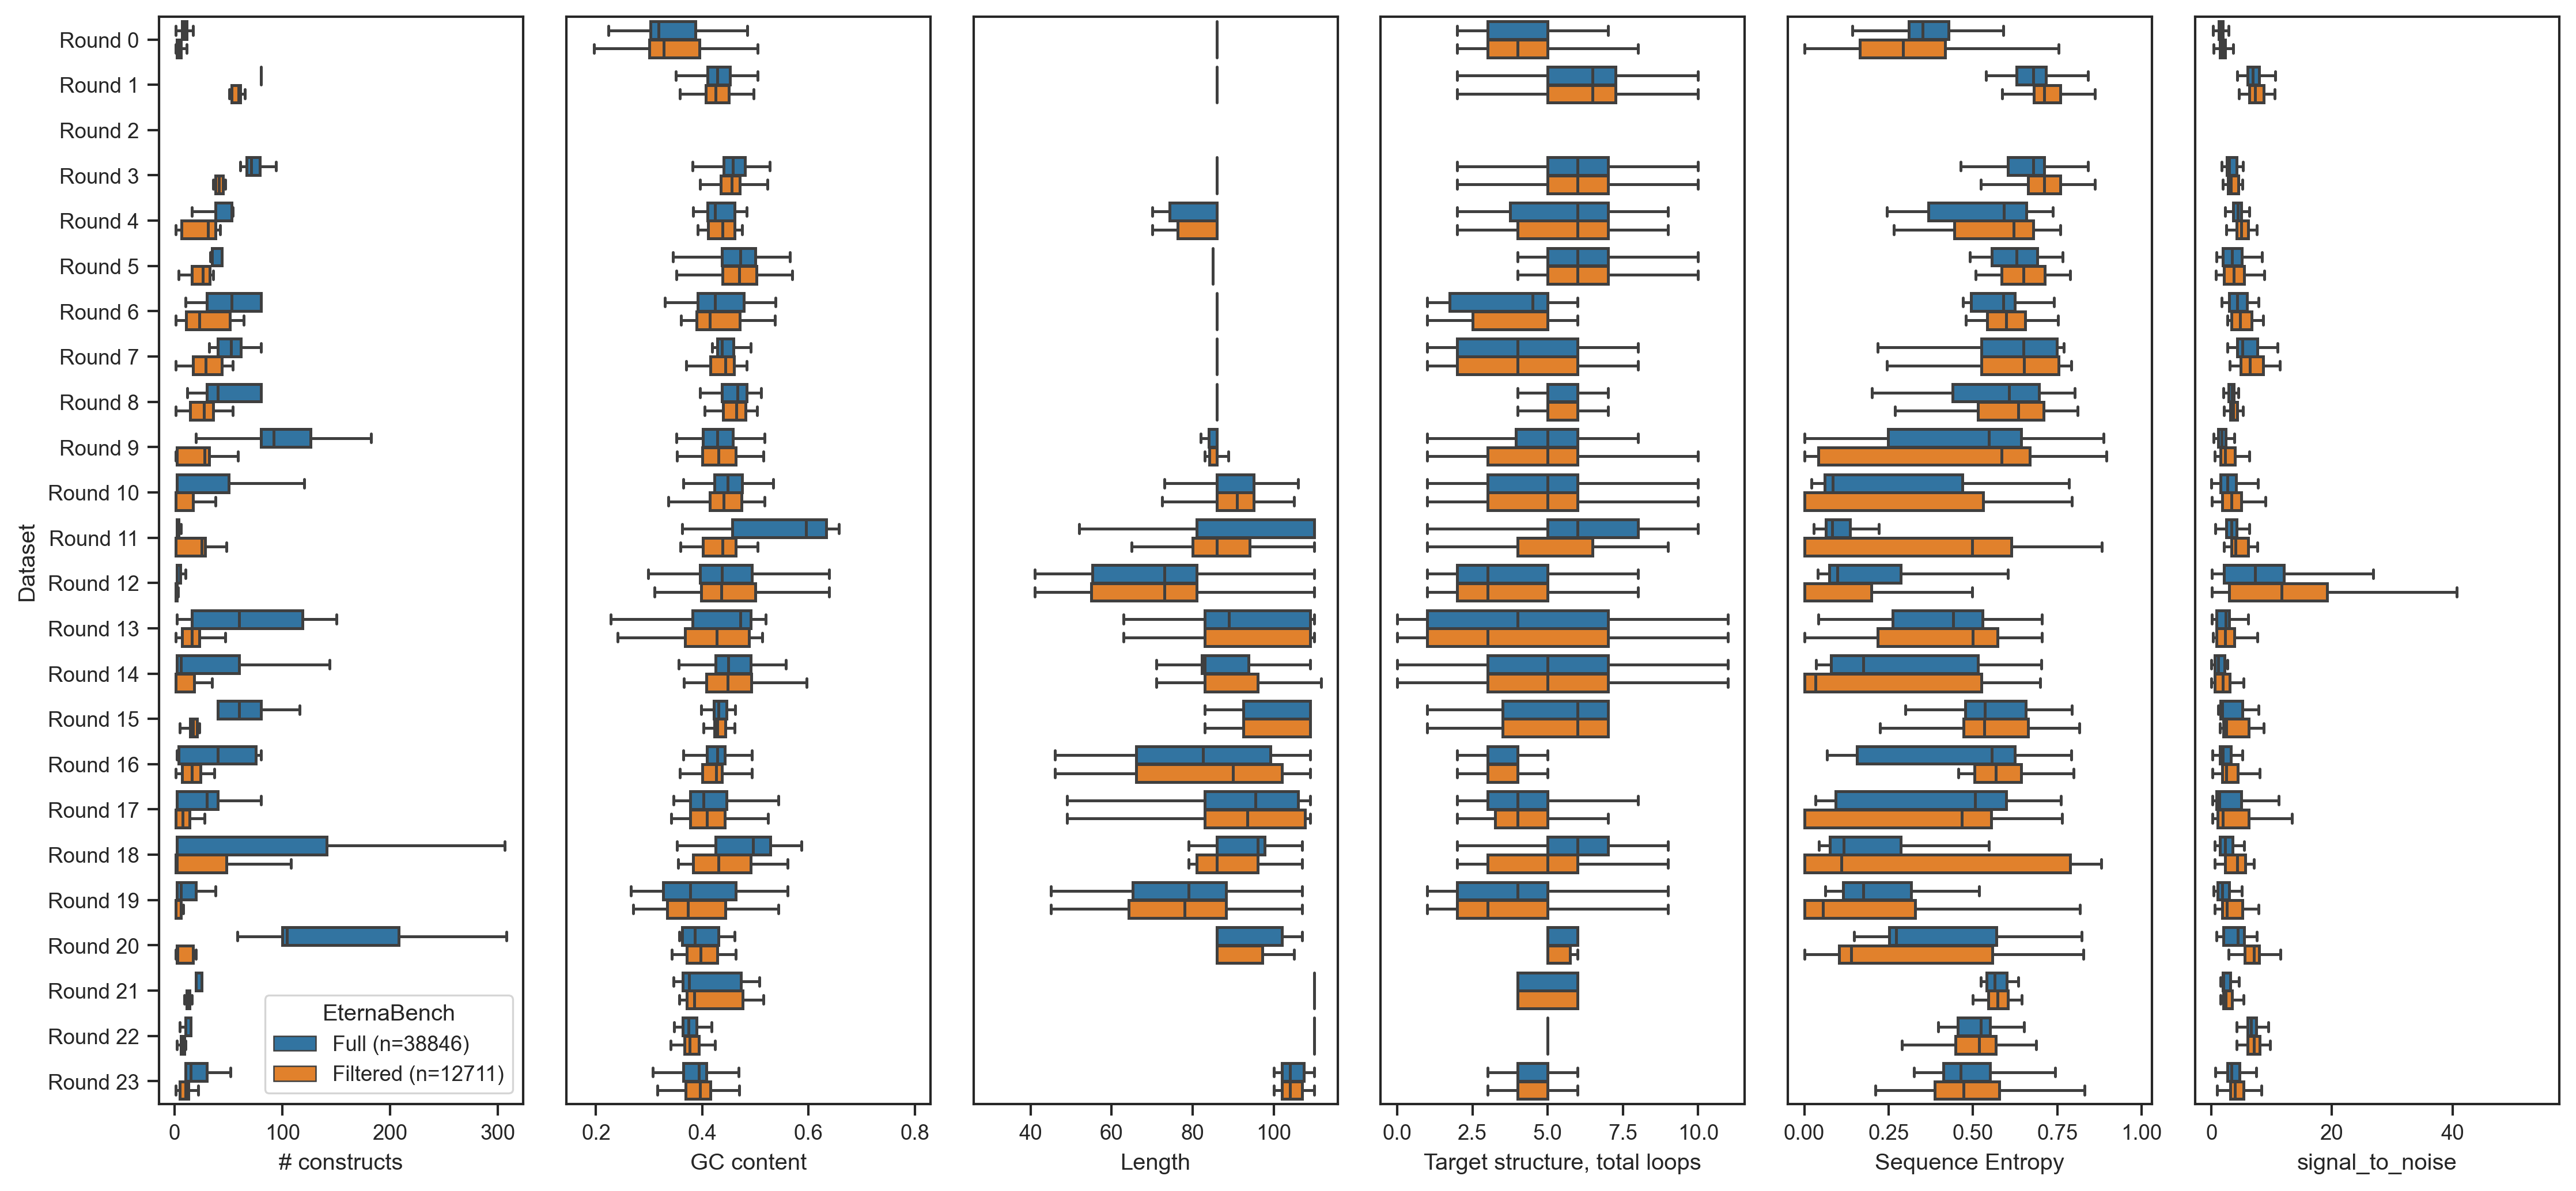 Dataset
Round 0
Round 1
Round 2
Round 3
Round 4
Round 5
Round 6
Round 7
Round 8
Round 9
Round 10
Round 11
Round 12
Round 13
Round 14
Round 15
Round 16
Round 17
Round 18
Round 19
Round 20
Round 21
Round 22
Round 23
EternaBench
Full (n=38846)
Filtered (n=12711)
0 100 200 300
# constructs
0.2 0.4 0.6 0.8
GC content
40 60 80 100
Length
0.0 2.5 5.0 7.5 10.0
Target structure, total loops
0.00 0.25 0.50 0.75 1.00
Sequence Entropy
0 20 40
signal_to_noise